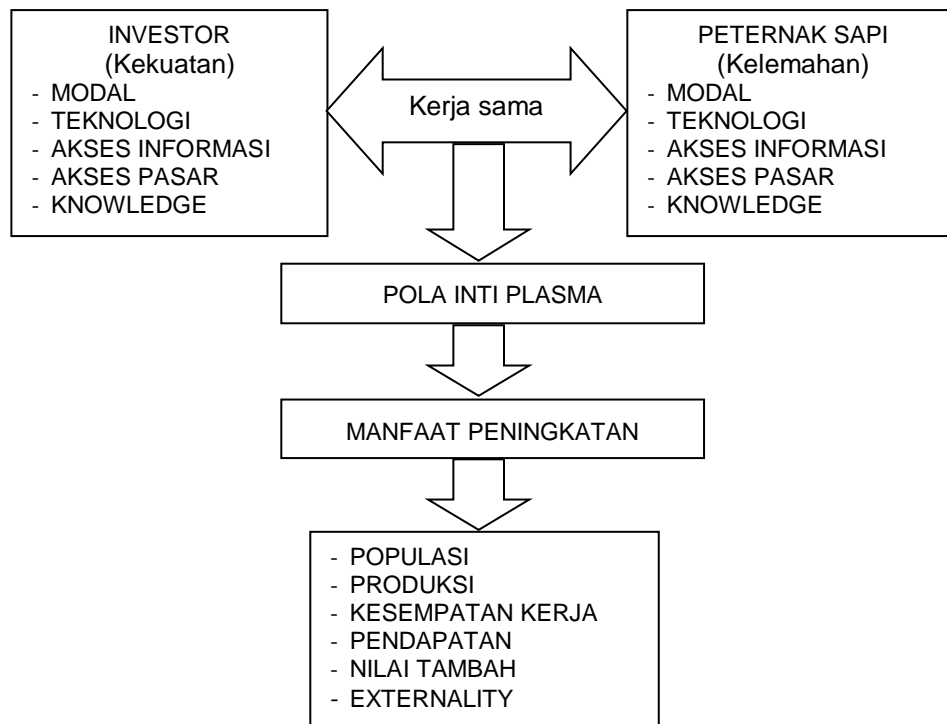 INVESTOR
(Kekuatan)
- MODAL
- TEKNOLOGI
- AKSES INFORMASI
- AKSES PASAR
- KNOWLEDGE
Kerja sama
PETERNAK SAPI
(Kelemahan)
- MODAL
- TEKNOLOGI
- AKSES INFORMASI
- AKSES PASAR
- KNOWLEDGE
POLA INTI PLASMA
MANFAAT PENINGKATAN
- POPULASI
- PRODUKSI
- KESEMPATAN KERJA
- PENDAPATAN
- NILAI TAMBAH
- EXTERNALITY